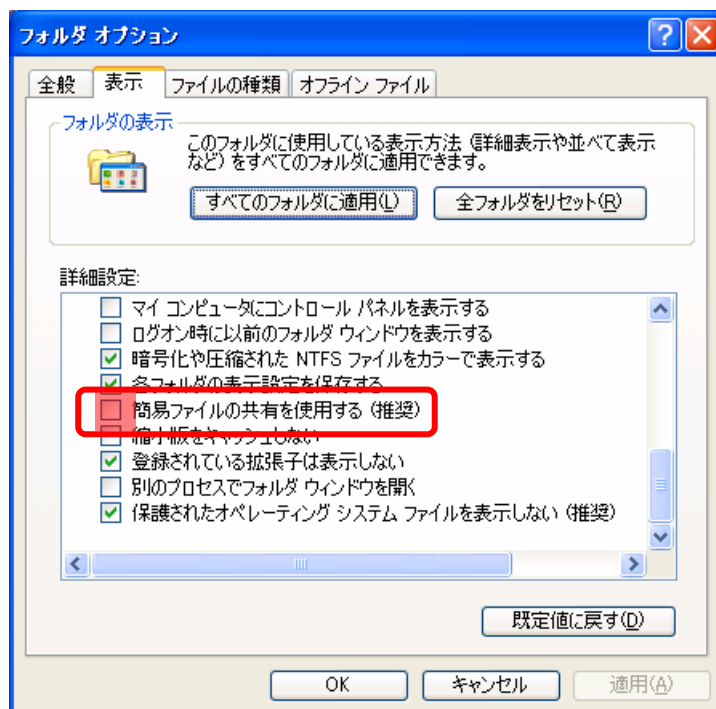 フォルダ オプション
全般
表示
ファイルの種類
オフライン ファイル
フォルダの表示
このフォルダに使用している表示方法 (詳細表示や並べて表示
など) をすべてのフォルダに適用できます。
すべてのフォルダに適用(L)
全フォルダをリセット(R)
詳細設定:
マイ コンピュータにコントロール パネルを表示する
ログオン時に以前のフォルダ ウィンドウを表示する
暗号化や圧縮された NTFS ファイルをカラーで表示する
各フォルダの表示設定を保存する
簡易ファイルの共有を使用する (推奨)
縮小版をキャッシュしない
登録されている拡張子は表示しない
別のプロセスでフォルダ ウィンドウを開く
保護されたオペレーティング システム ファイルを表示しない (推奨)
既定値に戻す(D)
OK
キャンセル
適用(A)